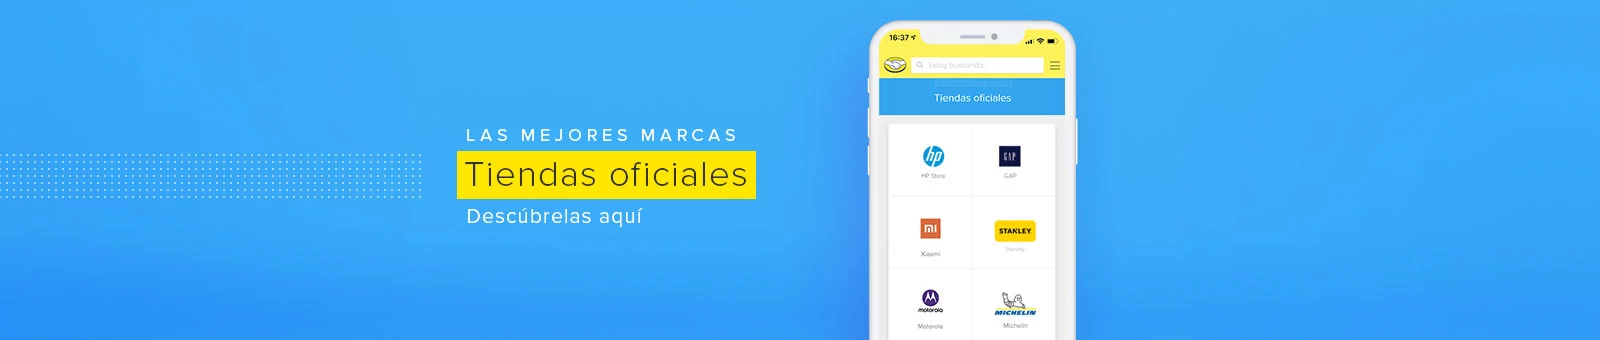 LAS MEJORES MARCAS
Tiendas oficiales
Descúbrelas aquí
16:37
Estoy buscando...
Tiendas oficiales
hp
GAP
HP Store
GAP
mi
STANLEY
Xiaomi
Stanley
motorola
MICHELIN
Motorola
Michelin